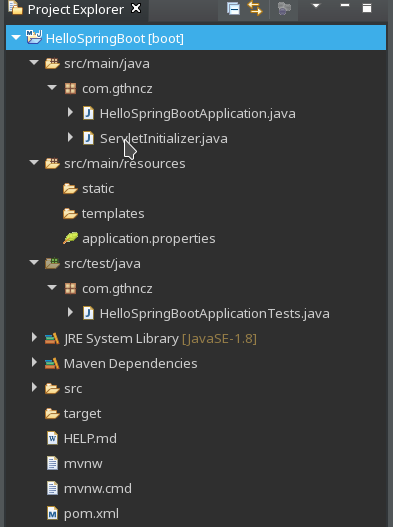 Project Explorer
HelloSpringBoot [boot]
src/main/java
com.gthncz
HelloSpringBootApplication.java
ServletInitializer.java
src/main/resources
static
templates
application.properties
src/test/java
com.gthncz
HelloSpringBootApplicationTests.java
JRE System Library [JavaSE-1.8]
Maven Dependencies
src
target
HELP.md
mvnw
mvnw.cmd
pom.xml